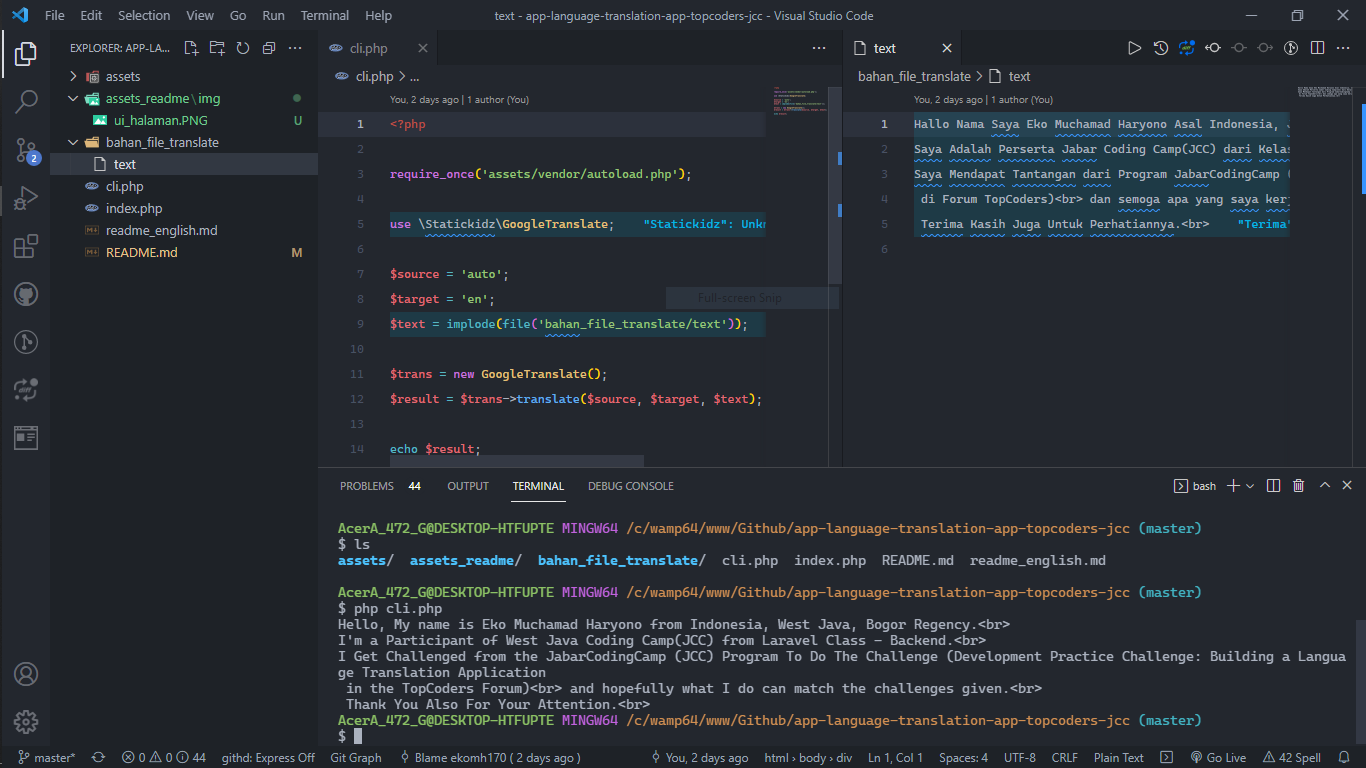 File Edit Selection View Go Run Terminal Help
text - app-language-translation-app-topcoders-jcc - Visual Studio Code
EXPLORER: APP-LA...
assets
assets_readme\img
ui_halaman.PNG U
bahan_file_translate
text
cli.php
index.php
readme_english.md
README.md M
2
cli.php
cli.php > ...
You, 2 days ago | 1 author (You)
1 <?php
2
3 require_once('assets/vendor/autoload.php');
4
5 use \Statickidz\GoogleTranslate; "Statickidz": Unkn
6
7 $source = 'auto';
8 $target = 'en';
Full-screen Snip
9 $text = implode(file('bahan_file_translate/text'));
10
11 $trans = new GoogleTranslate();
12 $result = $trans->translate($source, $target, $text);
13
14 echo $result;
text
bahan_file_translate > text
You, 2 days ago | 1 author (You)
1 Hallo Nama Saya Eko Muchamad Haryono Asal Indonesia,
2 Saya Adalah Perserta Jabar Coding Camp(JCC) dari Kelas
3 Saya Mendapat Tantangan dari Program JabarCodingCamp (
4 di Forum TopCoders)<br> dan semoga apa yang saya kerj
5 Terima Kasih Juga Untuk Perhatiannya.<br> "Terima"
6
PROBLEMS 44 OUTPUT TERMINAL DEBUG CONSOLE
bash
AcerA_472_G@DESKTOP-HTFUPTE MINGW64 /c/wamp64/www/Github/app-language-translation-app-topcoders-jcc (master)
$ ls
assets/ assets_readme/ bahan_file_translate/ cli.php index.php README.md readme_english.md
AcerA_472_G@DESKTOP-HTFUPTE MINGW64 /c/wamp64/www/Github/app-language-translation-app-topcoders-jcc (master)
$ php cli.php
Hello, My name is Eko Muchamad Haryono from Indonesia, West Java, Bogor Regency.<br>
I'm a Participant of West Java Coding Camp(JCC) from Laravel Class - Backend.<br>
I Get Challenged from the JabarCodingCamp (JCC) Program To Do The Challenge (Development Practice Challenge: Building a Langua
ge Translation Application
in the TopCoders Forum)<br> and hopefully what I do can match the challenges given.<br>
Thank You Also For Your Attention.<br>
AcerA_472_G@DESKTOP-HTFUPTE MINGW64 /c/wamp64/www/Github/app-language-translation-app-topcoders-jcc (master)
$
master* 0 0 44 githd: Express Off Git Graph Blame ekomh170 ( 2 days ago ) You, 2 days ago html › body › div Ln 1, Col 1 Spaces: 4 UTF-8 CRLF Plain Text Go Live 42 Spell